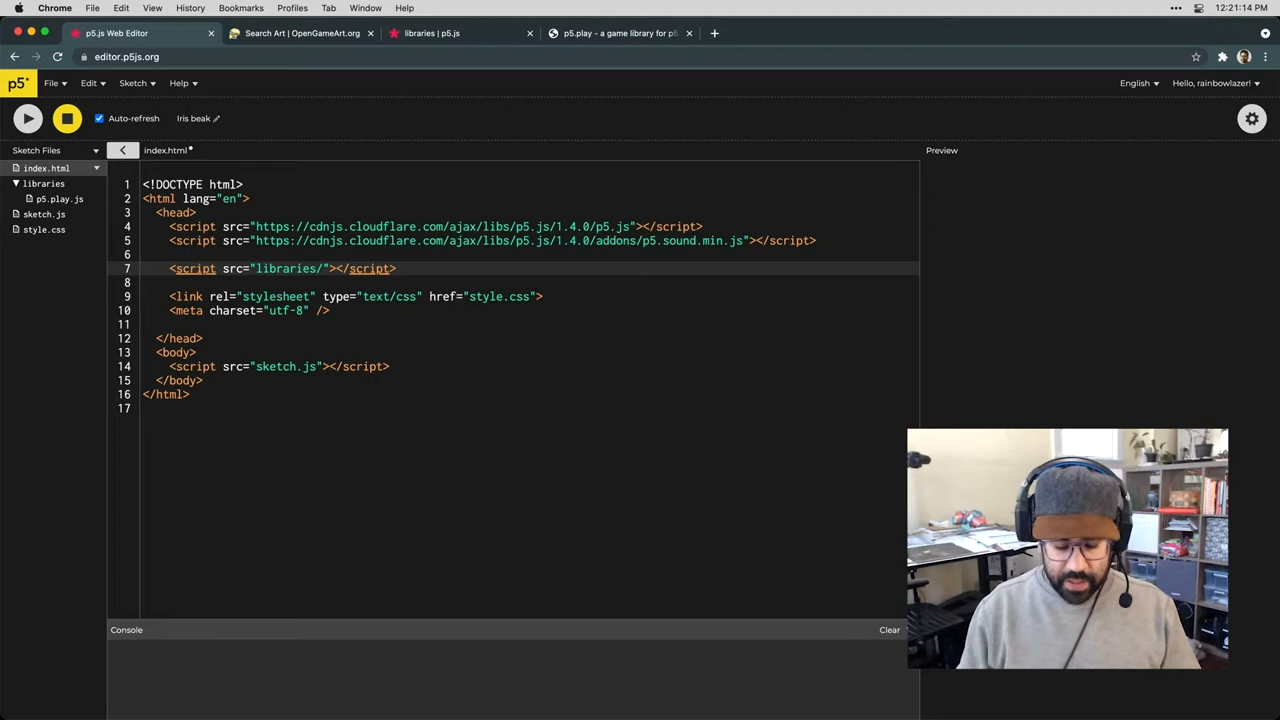 Chrome File Edit View History Bookmarks Profiles Tab Window Help 12:21:14 PM
p5.js Web Editor Search Art | OpenGameArt.org libraries | p5.js p5.play - a game library for p5.
editor.p5js.org
p5* File Edit Sketch Help English Hello, rainbowlazer!
Auto-refresh Iris beak
Sketch Files index.html Preview
index.html
libraries
p5.play.js
sketch.js
style.css
1 <!DOCTYPE html>
2 <html lang="en">
3 <head>
4 <script src="https://cdnjs.cloudflare.com/ajax/libs/p5.js/1.4.0/p5.js"></script>
5 <script src="https://cdnjs.cloudflare.com/ajax/libs/p5.js/1.4.0/addons/p5.sound.min.js"></script>
6
7 <script src="libraries/"></script>
8
9 <link rel="stylesheet" type="text/css" href="style.css">
10 <meta charset="utf-8" />
11
12 </head>
13 <body>
14 <script src="sketch.js"></script>
15 </body>
16 </html>
17
Console Clear